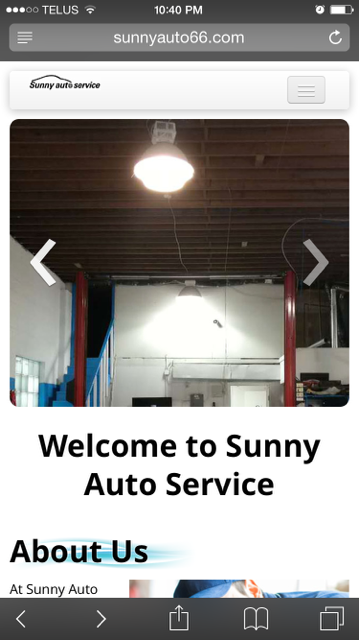 TELUS 10:40 PM
sunnyauto66.com
Sunny auto service
Welcome to Sunny
Auto Service
About Us
At Sunny Auto